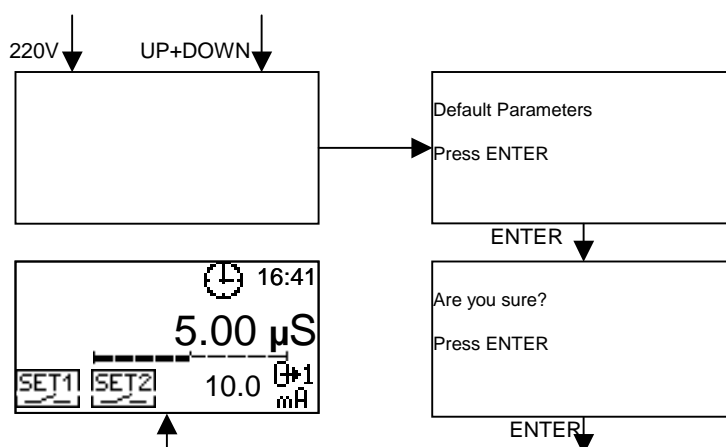 220V
UP+DOWN
Default Parameters
Press ENTER
ENTER
16:41
5.00 µS
SET1 SET2 10.0 1
mA
Are you sure?
Press ENTER
ENTER